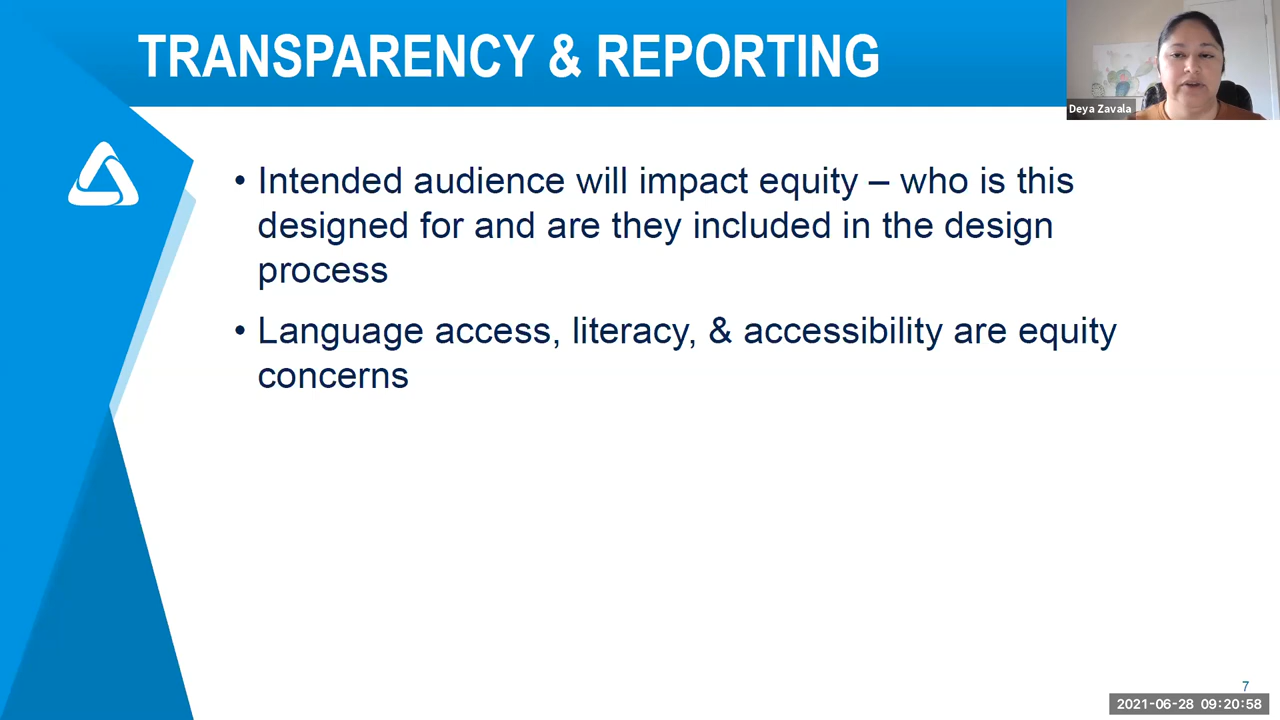 TRANSPARENCY & REPORTING
Deya Zavala
• Intended audience will impact equity – who is this
designed for and are they included in the design
process
• Language access, literacy, & accessibility are equity
concerns
7
2021-06-28 09:20:58